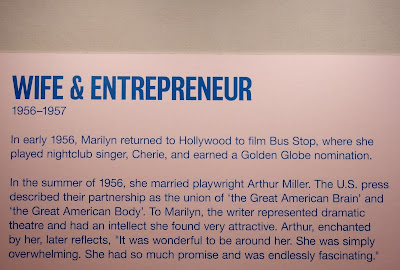 WIFE & ENTREPRENEUR
1956–1957
In early 1956, Marilyn returned to Hollywood to film Bus Stop, where she
played nightclub singer, Cherie, and earned a Golden Globe nomination.
In the summer of 1956, she married playwright Arthur Miller. The U.S. press
described their partnership as the union of ‘the Great American Brain’ and
‘the Great American Body’. To Marilyn, the writer represented dramatic
theatre and had an intellect she found very attractive. Arthur, enchanted
by her, later reflects, "It was wonderful to be around her. She was simply
overwhelming. She had so much promise and was endlessly fascinating."